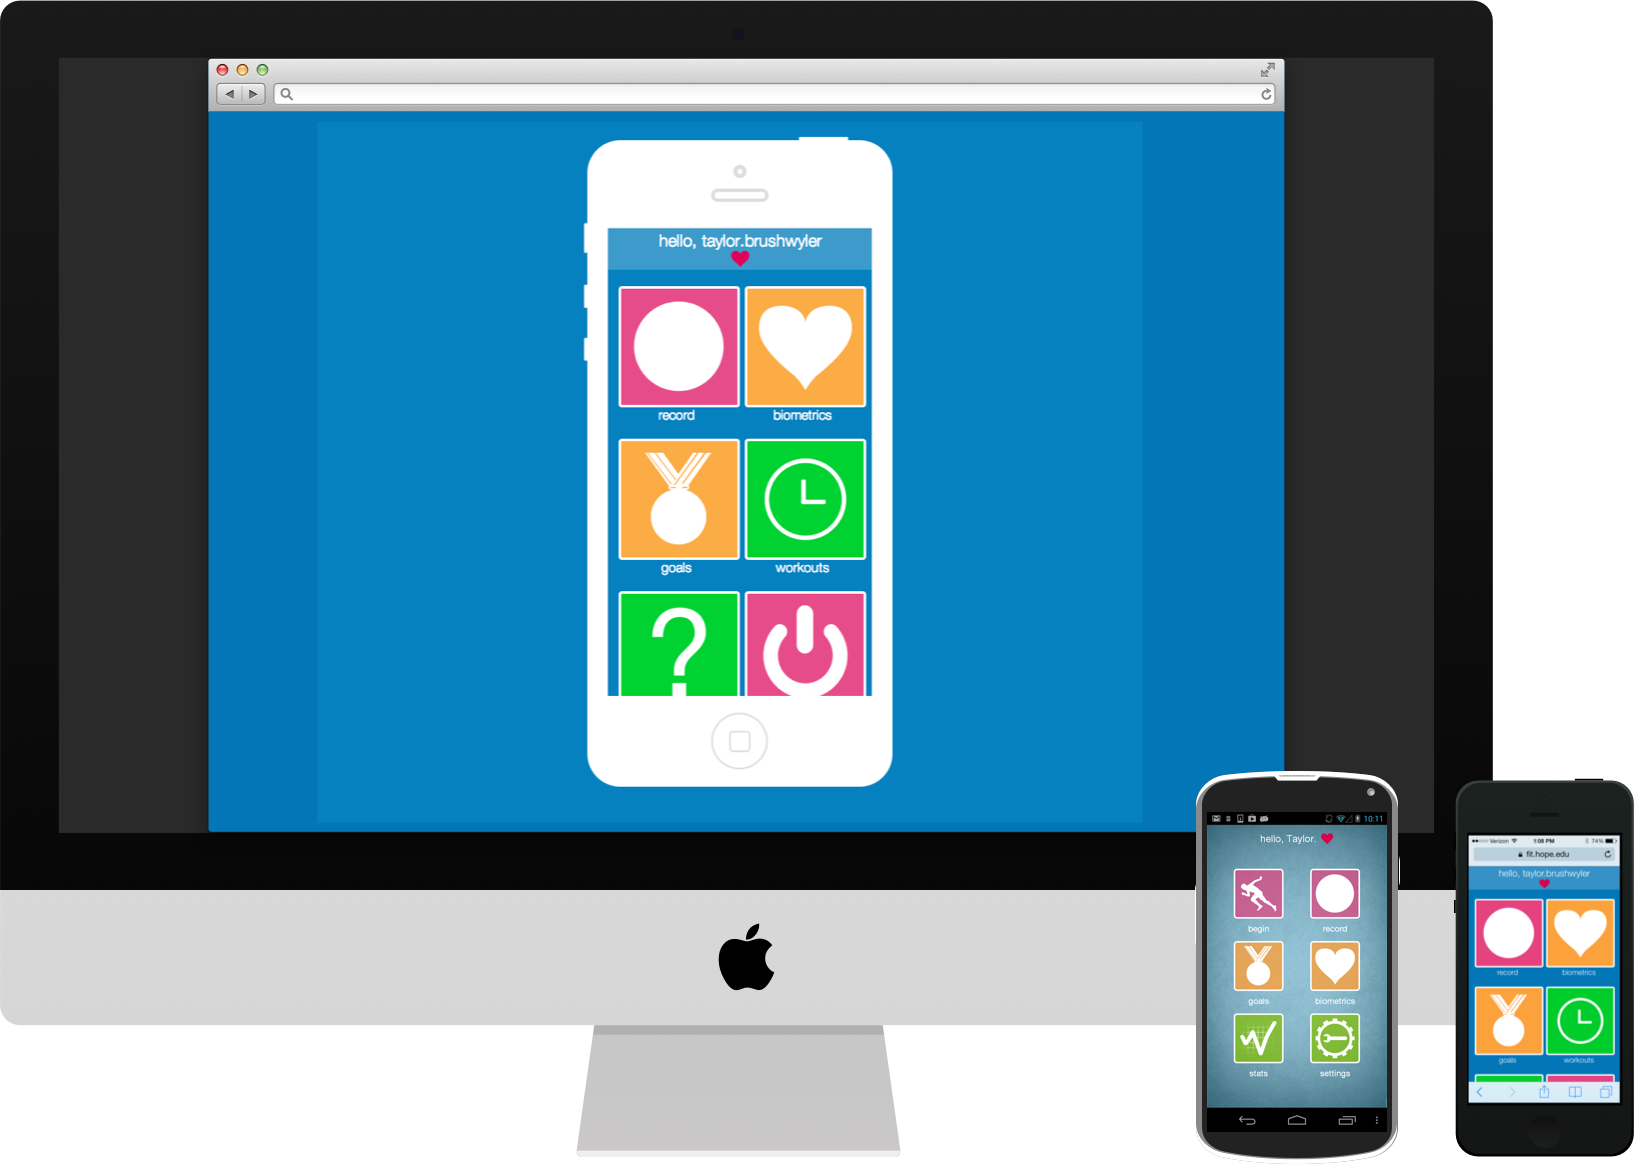 hello, taylor.brushwyler
record
biometrics
goals
workouts
?
10:11
hello, Taylor.
begin
record
goals
biometrics
stats
settings
Verizon
1:08 PM
74%
fit.hope.edu
hello, taylor.brushwyler
record
biometrics
goals
workouts